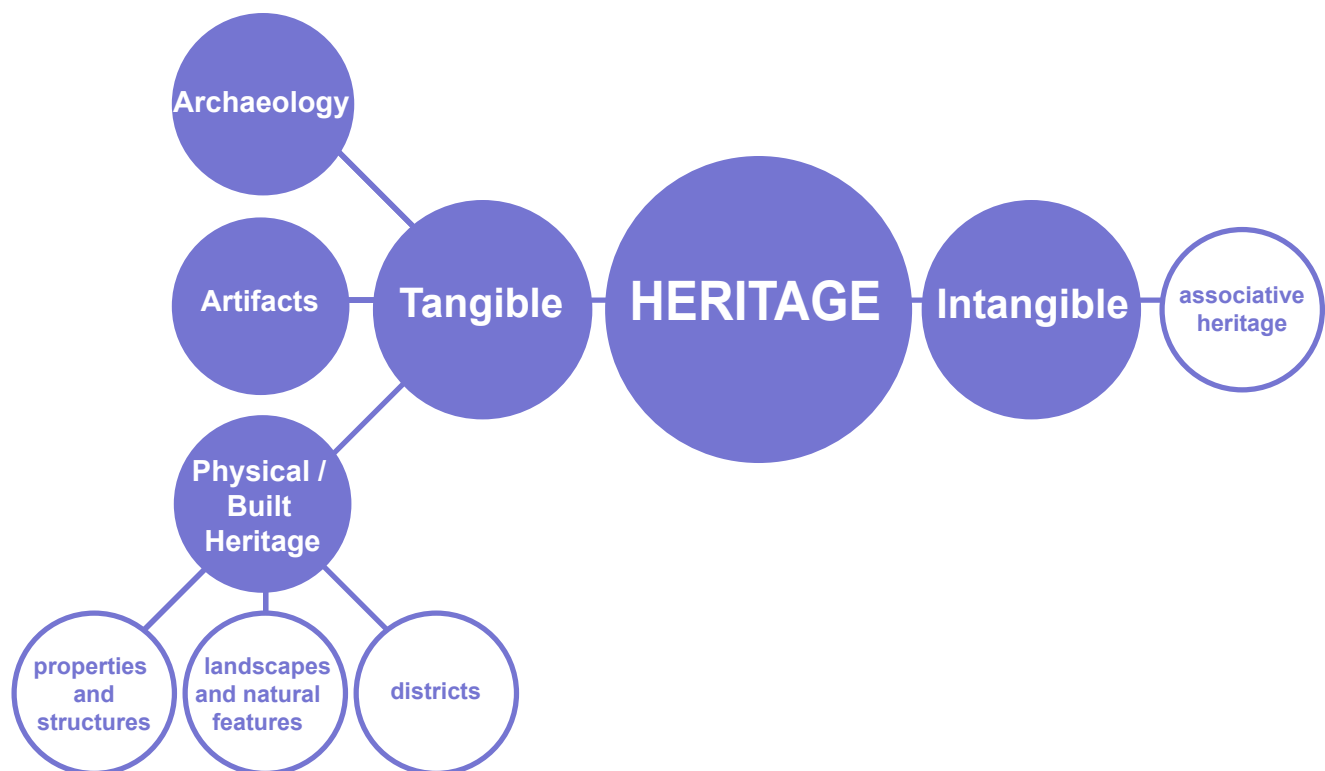 Archaeology
Artifacts
Tangible
HERITAGE
Intangible
associative
heritage
Physical /
Built
Heritage
properties
and
structures
landscapes
and natural
features
districts